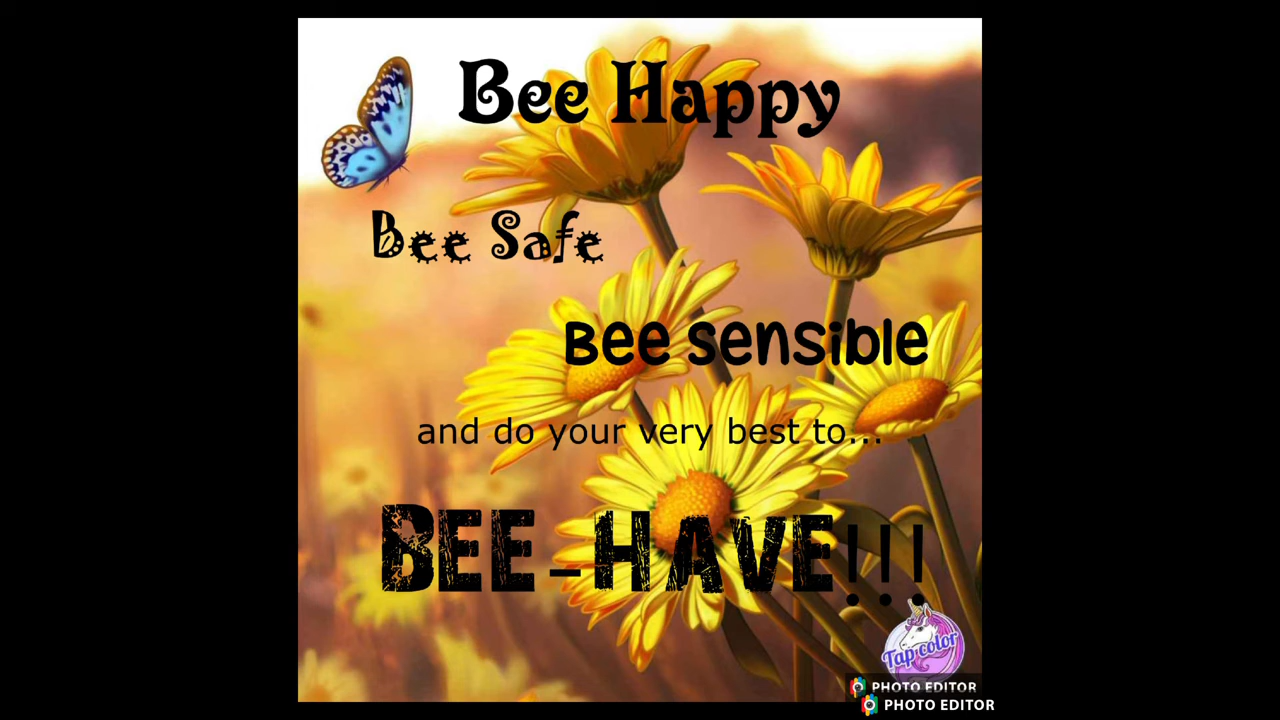 Bee Happy
Bee Safe
Bee sensible
and do your very best to...
BEE-HAVE!!!
Tap color
PHOTO EDITOR
PHOTO EDITOR